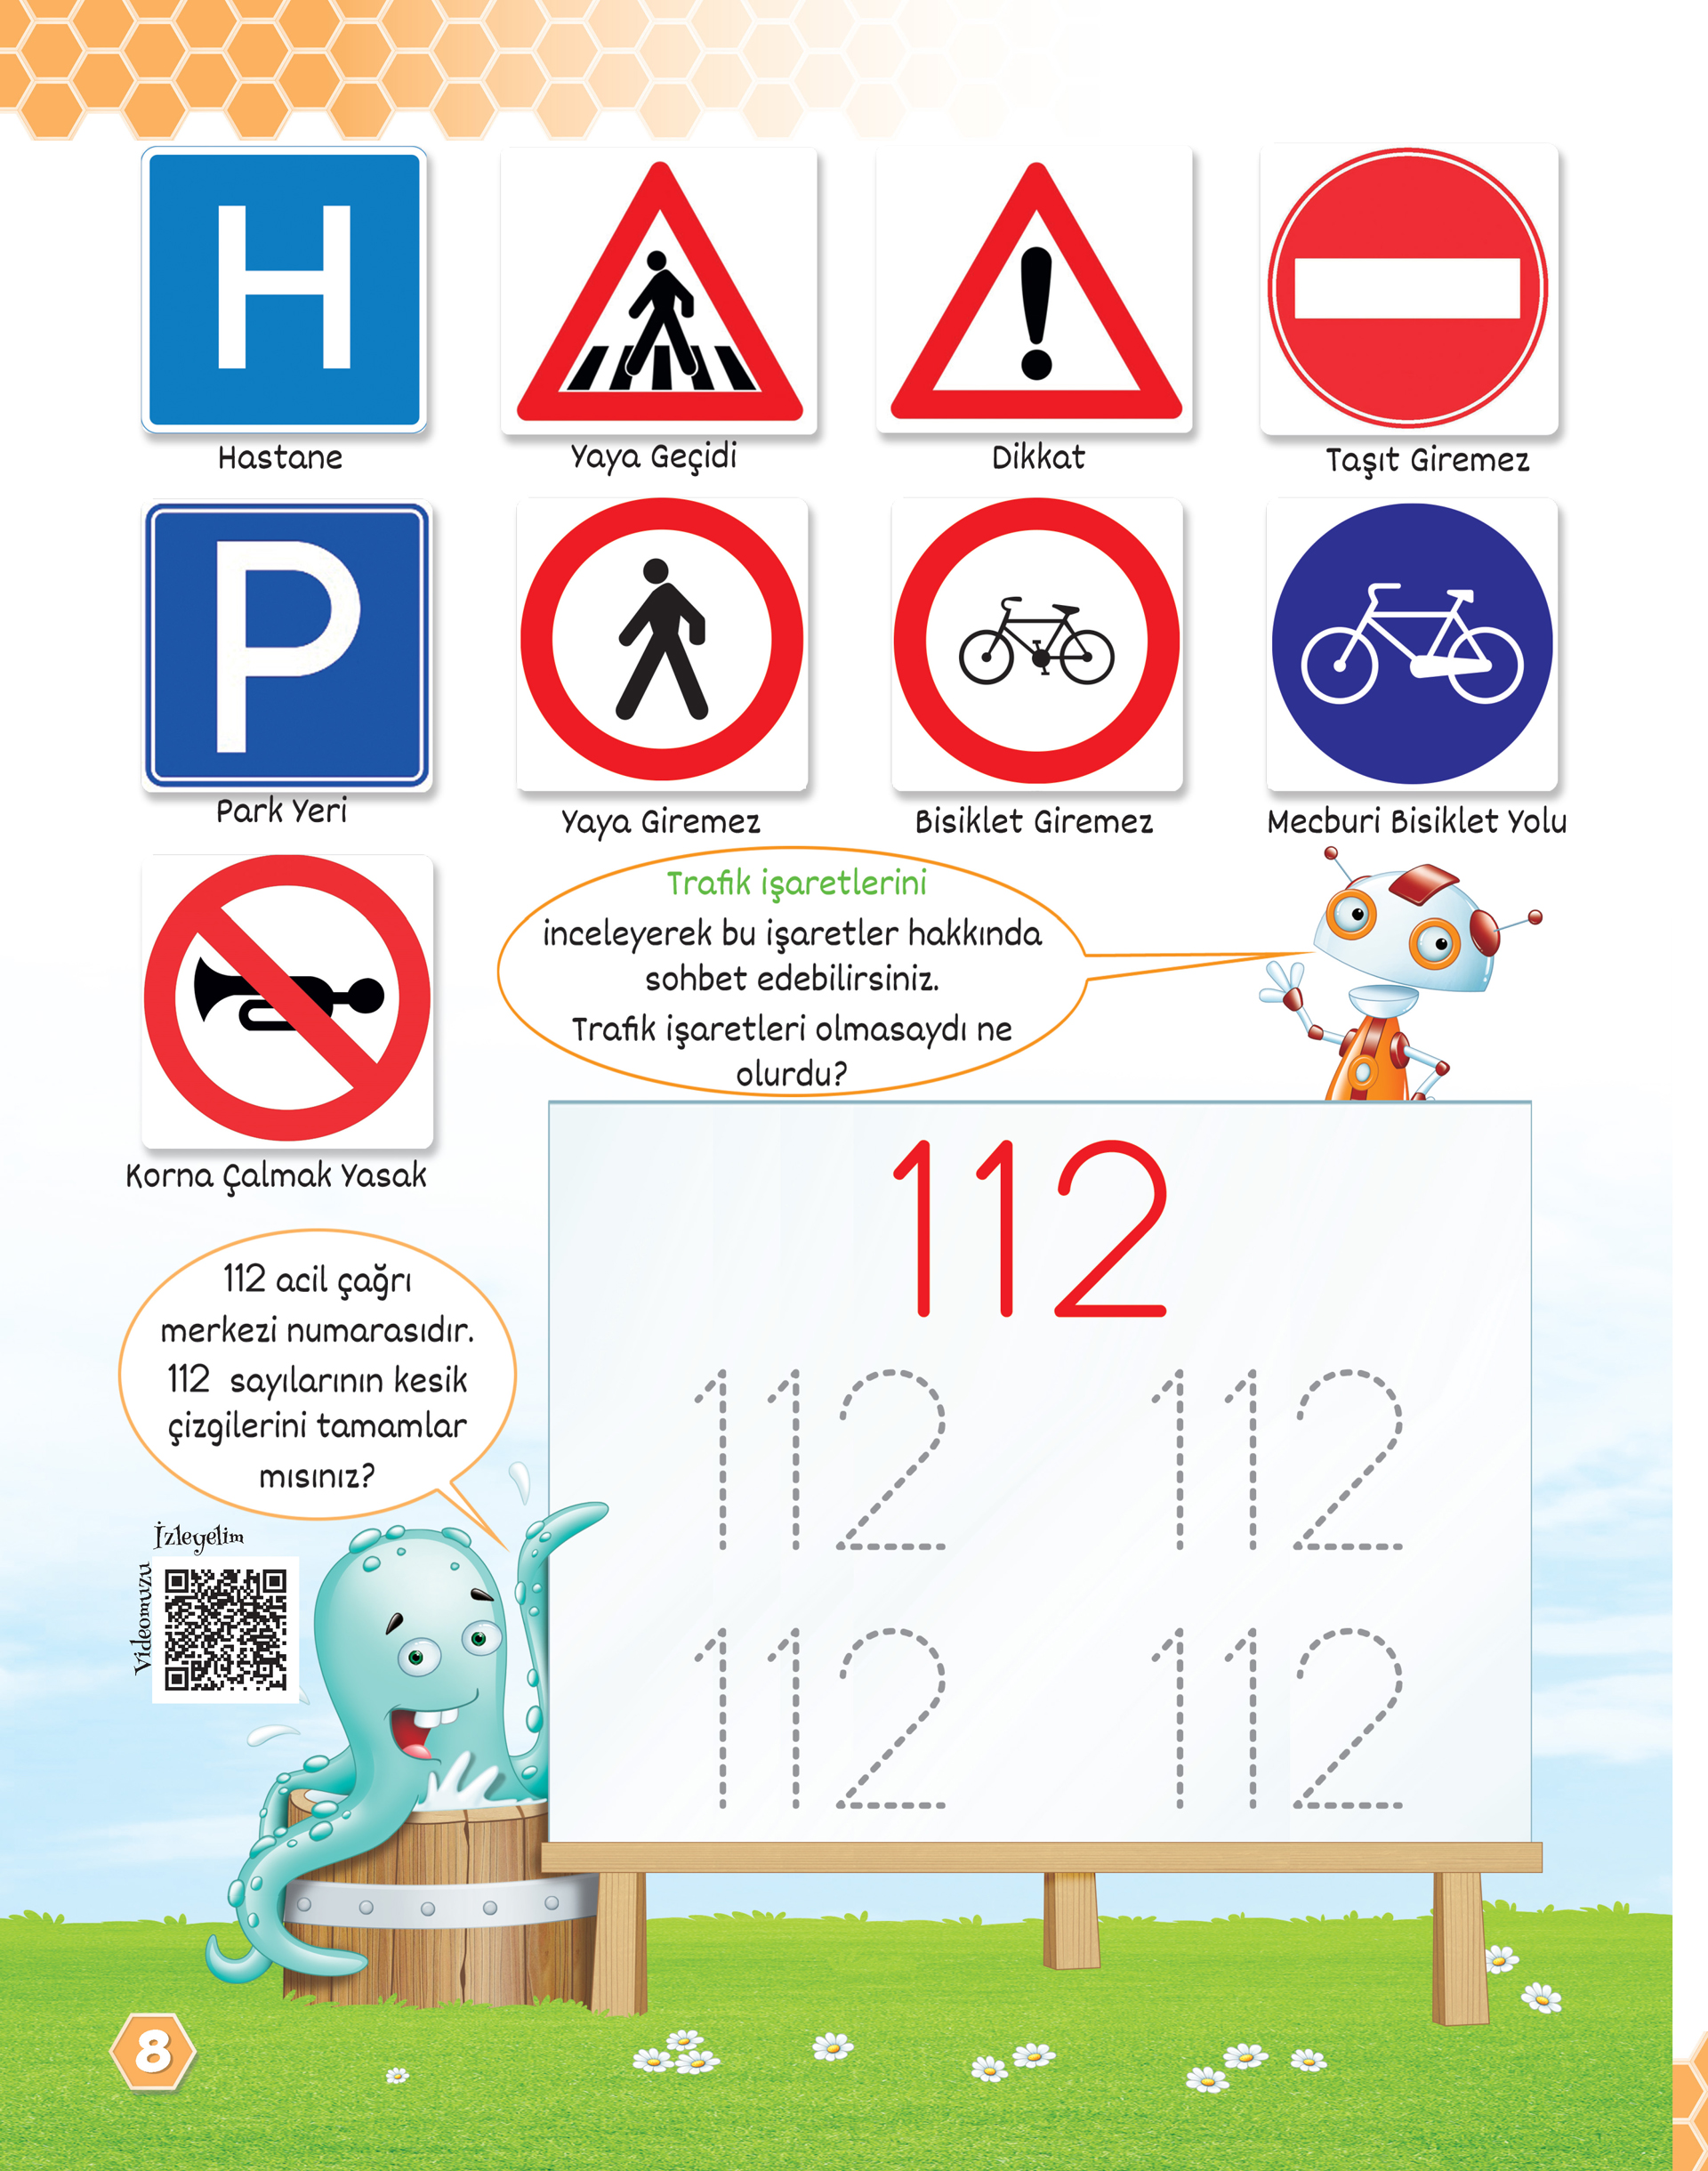 H
Hastane
Yaya Geçidi
Dikkat
Taşıt Giremez
P
Park Yeri
Yaya Giremez
Bisiklet Giremez
Mecburi Bisiklet Yolu
Korna Çalmak Yasak
Trafik işaretlerini
inceleyerek bu işaretler hakkında
sohbet edebilirsiniz.
Trafik işaretleri olmasaydı ne
olurdu?
112 acil çağrı
merkezi numarasıdır.
112 sayılarının kesik
çizgilerini tamamlar
mısınız?
112
112 112
112 112
Videomuzu
İzleyelim
8